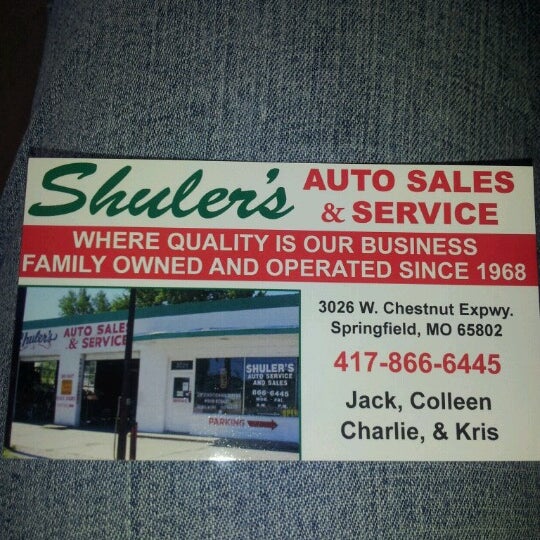 Shuler's AUTO SALES
& SERVICE
WHERE QUALITY IS OUR BUSINESS
FAMILY OWNED AND OPERATED SINCE 1968
3026 W. Chestnut Expwy.
Springfield, MO 65802
417-866-6445
Jack, Colleen
Charlie, & Kris
Shuler's AUTO SALES
& SERVICE
SHULER'S
AUTO SERVICE
AND SALES
866-6445
OPEN
PARKING